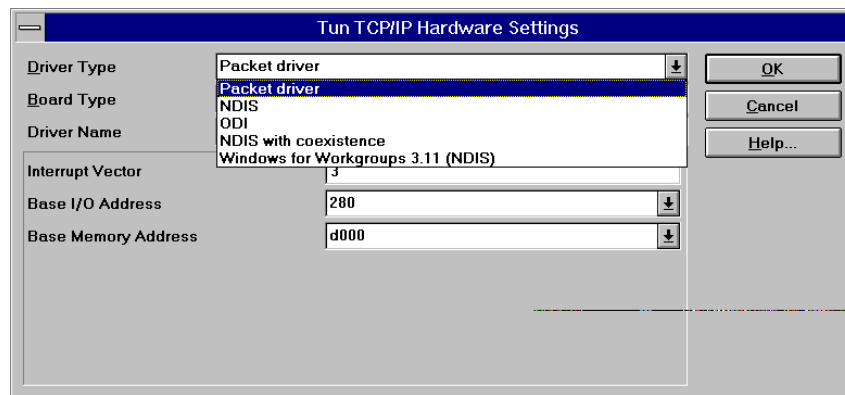 Tun TCP/IP Hardware Settings
Driver Type
Packet driver
OK
Packet driver
Board Type
NDIS
Cancel
ODI
Driver Name
NDIS with coexistence
Help...
Windows for Workgroups 3.11 (NDIS)
Interrupt Vector
3
Base I/O Address
280
Base Memory Address
d000